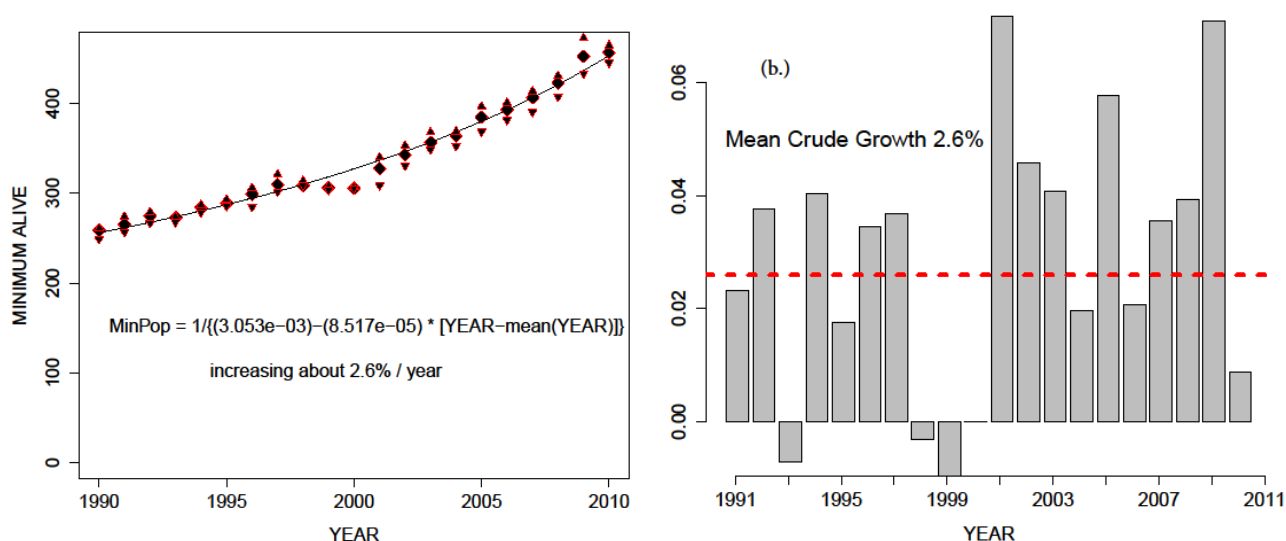 MINIMUM ALIVE
400
300
200
100
0
MinPop = 1/{(3.053e−03)−(8.517e−05) * [YEAR−mean(YEAR)]}
increasing about 2.6% / year
1990 1995 2000 2005 2010
YEAR
(b.)
Mean Crude Growth 2.6%
0.06
0.04
0.02
0.00
1991 1995 1999 2003 2007 2011
YEAR